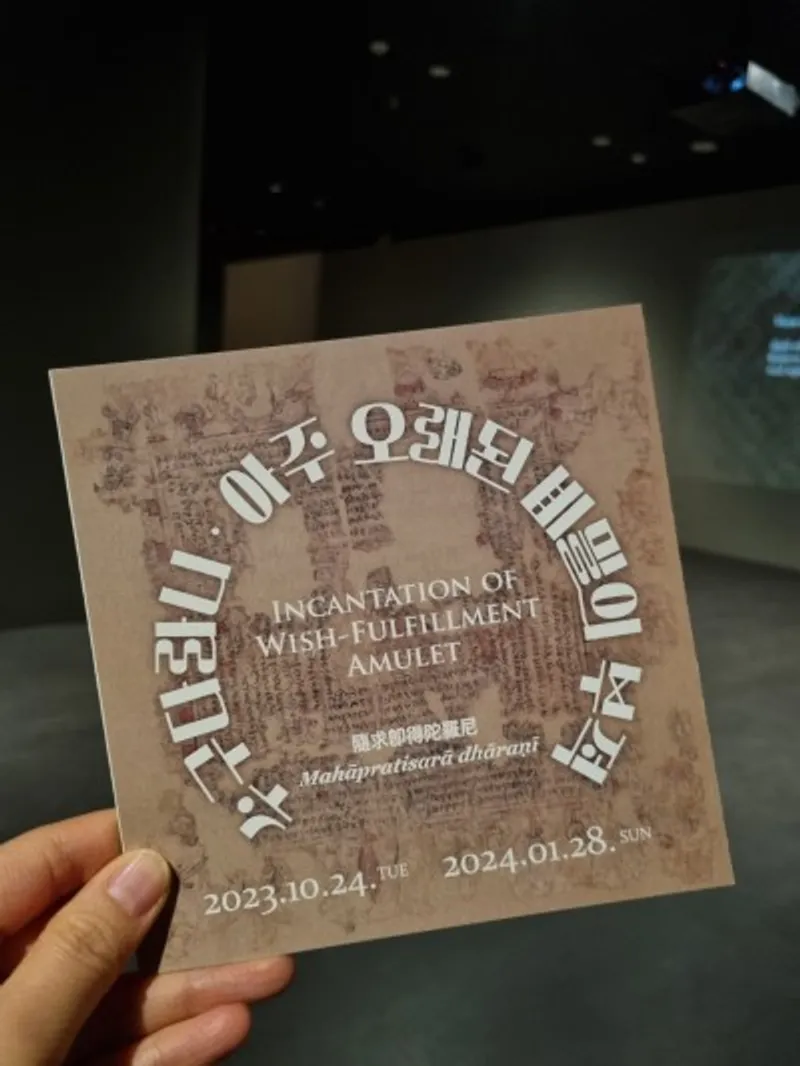 수구다라니 · 아주 오래된 비밀의 부적
INCANTATION OF
WISH-FULFILLMENT
AMULET
隨求卽得陀羅尼
Mahāpratisarā dhāraṇī
2023.10.24.TUE 2024.01.28.SUN